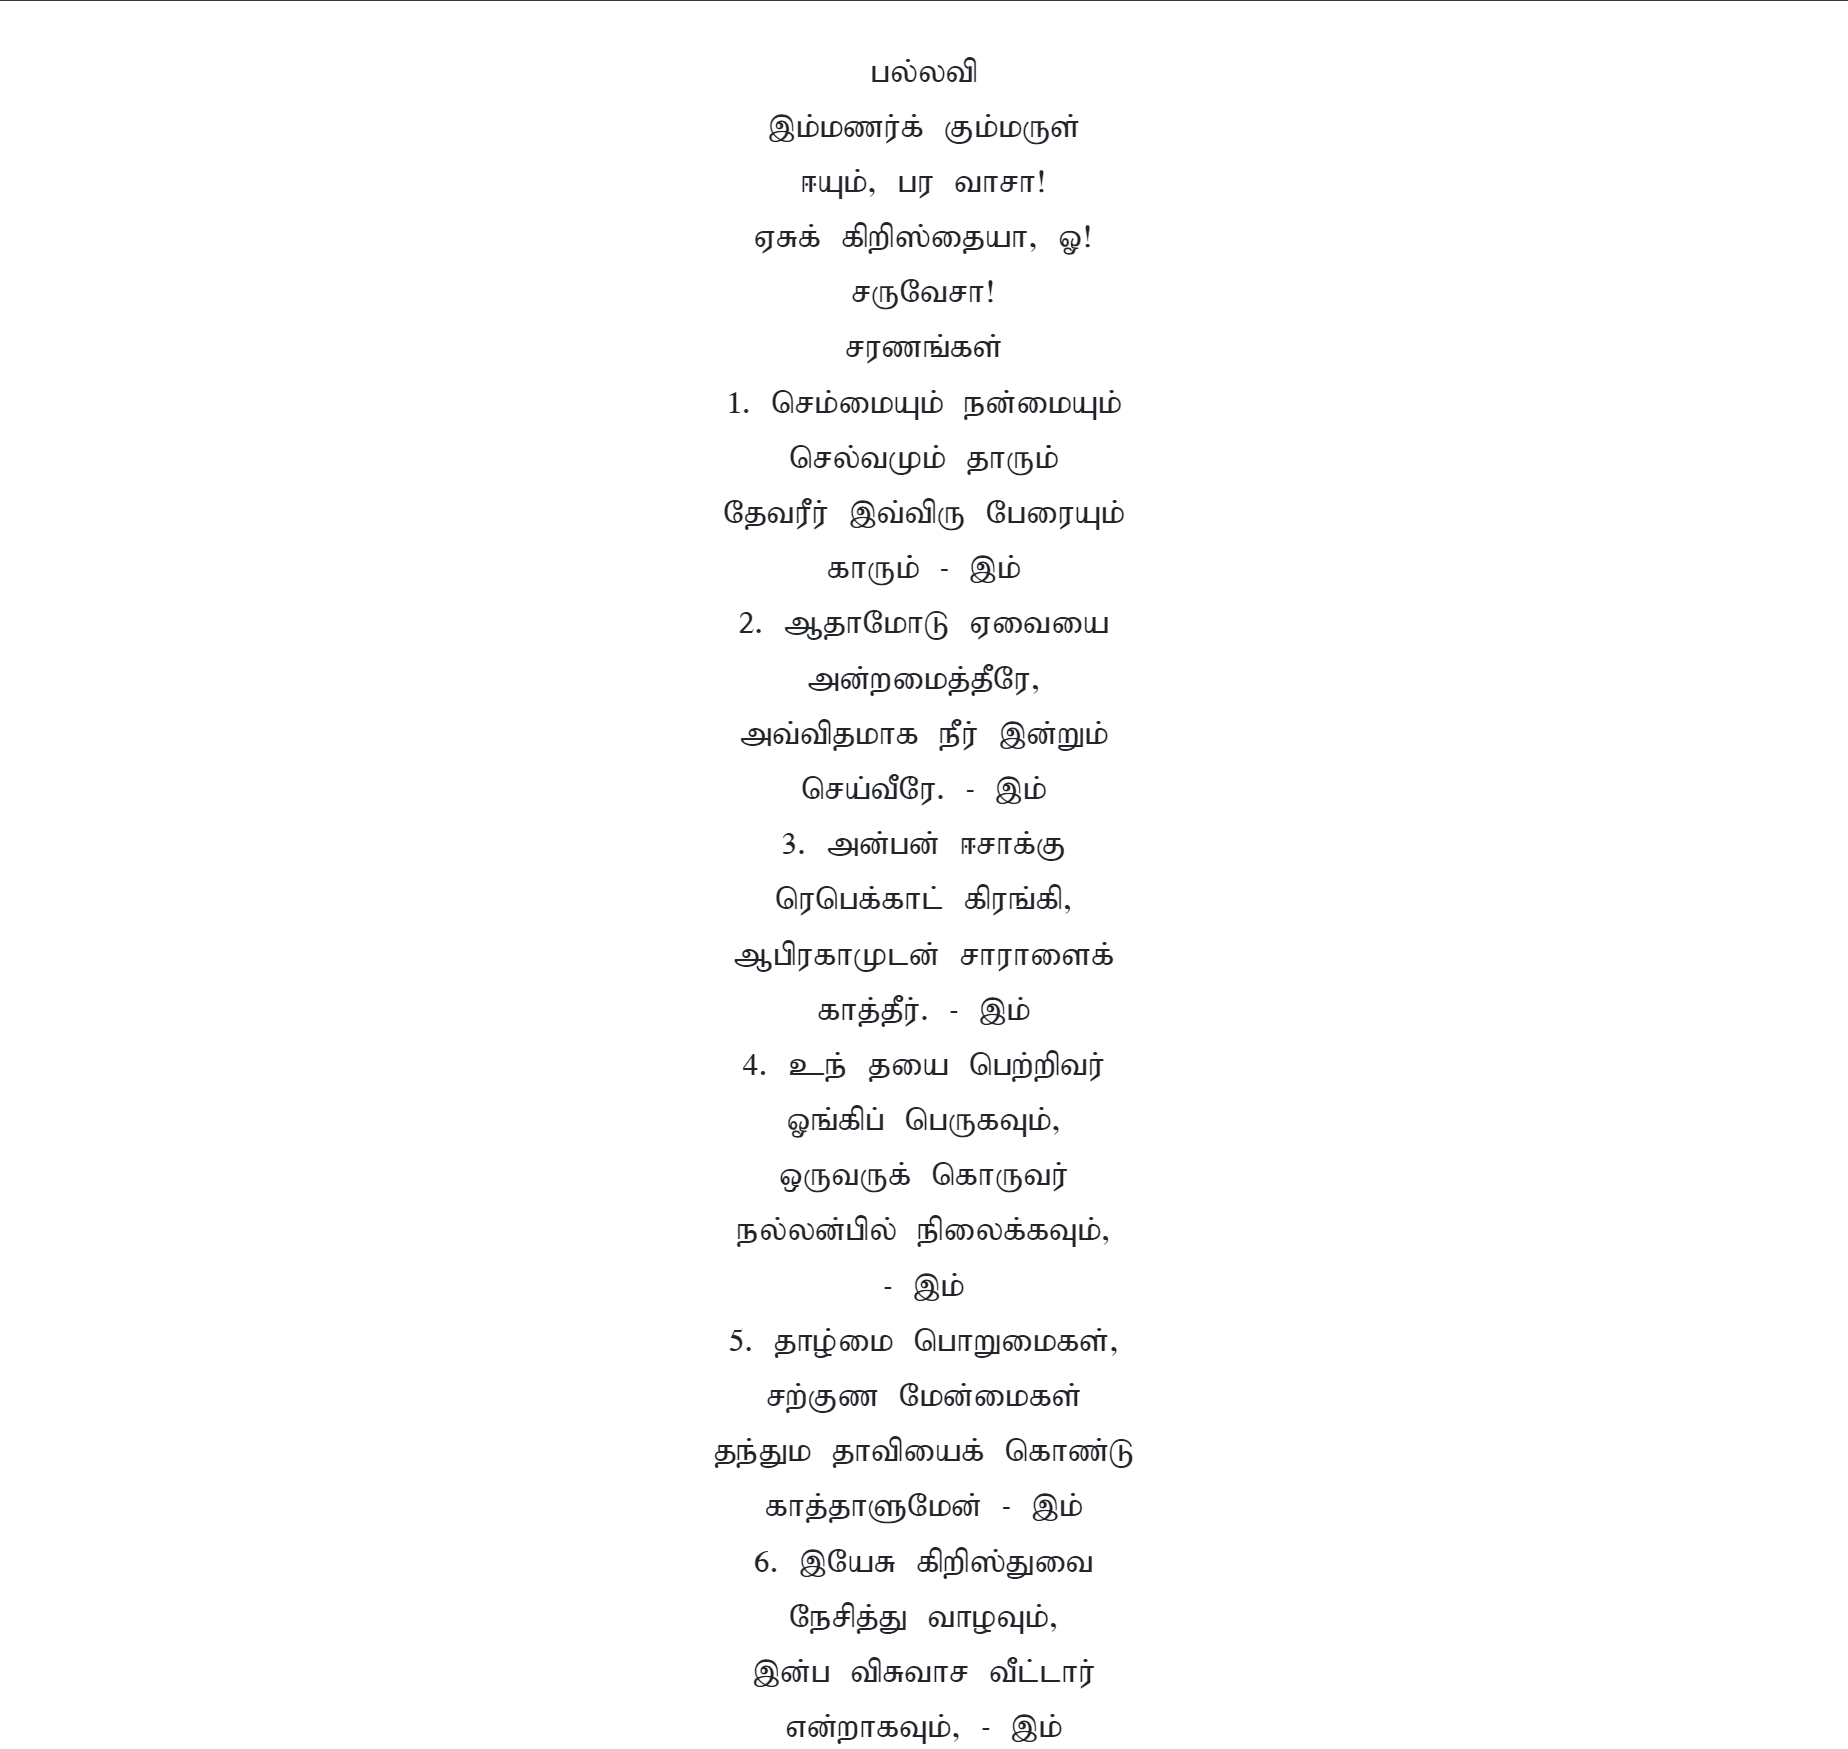 பல்லவி
இம்மணர்க் கும்மருள்
ஈயும், பர வாசா!
ஏசுக் கிறிஸ்தையா, ஓ!
சருவேசா!
சரணங்கள்
1. செம்மையும் நன்மையும்
செல்வமும் தாரும்
தேவரீர் இவ்விரு பேரையும்
காரும் - இம்
2. ஆதாமோடு ஏவையை
அன்றமைத்தீரே,
அவ்விதமாக நீர் இன்றும்
செய்வீரே. - இம்
3. அன்பன் ஈசாக்கு
ரெபெக்காட் கிரங்கி,
ஆபிரகாமுடன் சாராளைக்
காத்தீர். - இம்
4. உந் தயை பெற்றிவர்
ஓங்கிப் பெருகவும்,
ஒருவருக் கொருவர்
நல்லன்பில் நிலைக்கவும்,
- இம்
5. தாழ்மை பொறுமைகள்,
சற்குண மேன்மைகள்
தந்தும தாவியைக் கொண்டு
காத்தாளுமேன் - இம்
6. இயேசு கிறிஸ்துவை
நேசித்து வாழவும்,
இன்ப விசுவாச வீட்டார்
என்றாகவும், - இம்